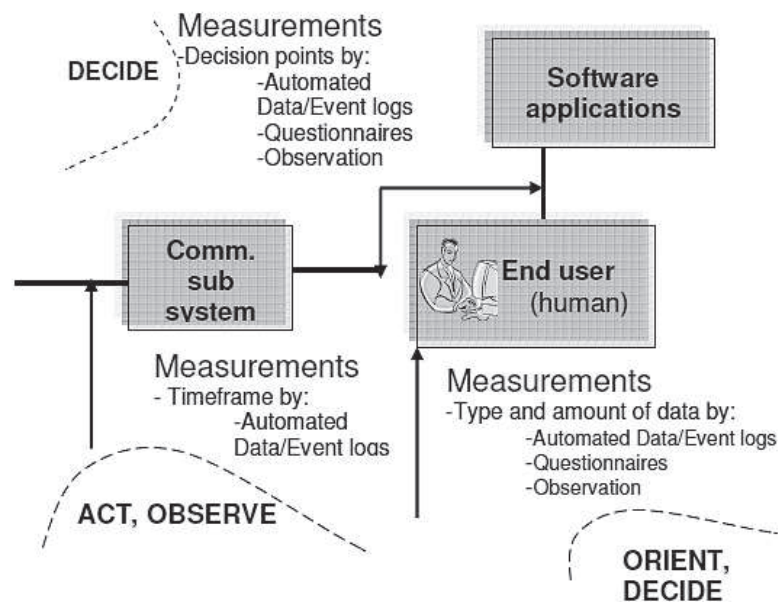 Measurements
-Decision points by:
-Automated
Data/Event logs
-Questionnaires
-Observation
DECIDE
Software
applications
Comm.
sub
system
End user
(human)
Measurements
- Timeframe by:
-Automated
Data/Event logs
ACT, OBSERVE
Measurements
-Type and amount of data by:
-Automated Data/Event logs
-Questionnaires
-Observation
ORIENT,
DECIDE